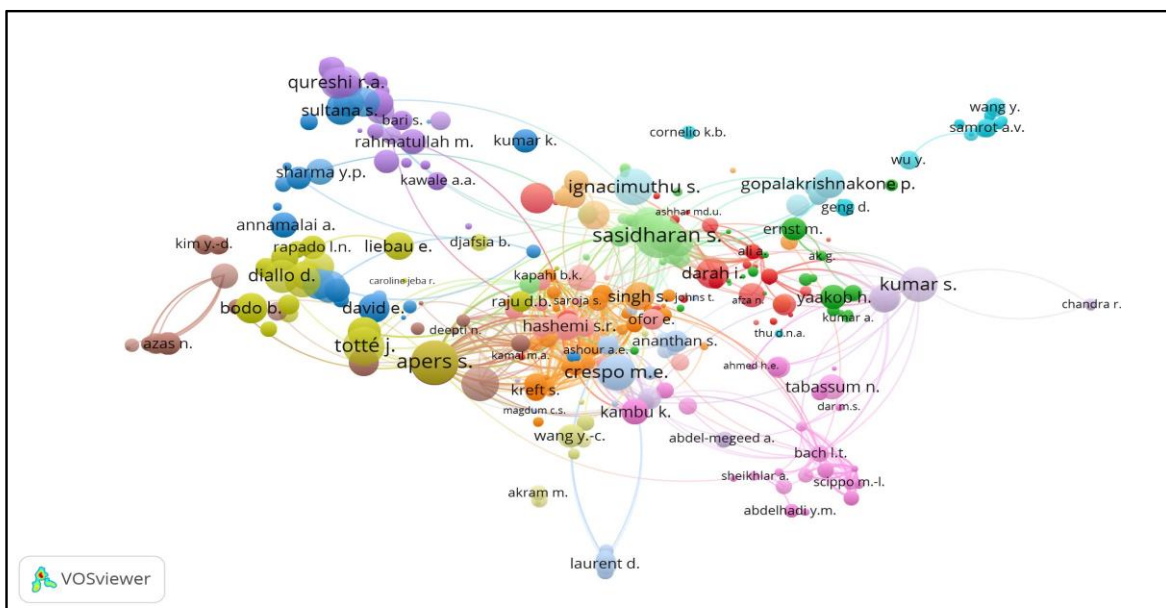 qureshi r.a.
sultana s.
bari s.
rahmatullah m.
kumar k.
cornelio k.b.
wang y.
samrot a.v.
wu y.
sharma y.p.
kawale a.a.
ignacimuthu s.
gopalakrishnakone p.
geng d.
ashhar md.u.
annamalai a.
sasidharan s.
ernst m.
kim y.-d.
rapado l.n.
liebau e.
djafsia b.
ali a.
ak g.
diallo d.
caroline jeba r.
kapahi b.k.
darah i.
kumar s.
bodo b.
david e.
raju d.b.
saroja s.
singh s.
johns t.
afza n.
yaakob h.
chandra r.
kumar a.
azas n.
totté j.
deepti n.
hashemi s.r.
ofor e.
thu d.n.a.
ananthan s.
apers s.
kamal m.a.
ashour a.e.
crespo m.e.
ahmed h.e.
tabassum n.
kreft s.
magdum c.s.
kambu k.
dar m.s.
wang y.-c.
abdel-megeed a.
bach l.t.
sheikhlar a.
scippo m.-l.
akram m.
abdelhadi y.m.
laurent d.
VOSviewer